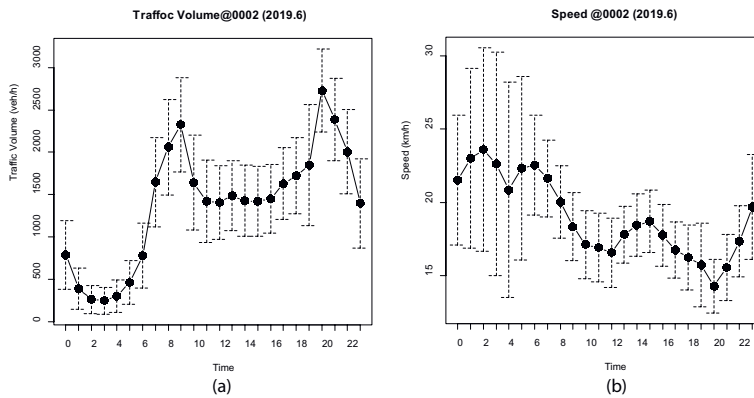 Traffoc Volume@0002 (2019.6)
Traffic Volume (veh/h)
3000
2500
2000
1500
1000
500
0
0 2 4 6 8 10 12 14 16 18 20 22
Time
(a)
Speed @0002 (2019.6)
Speed (km/h)
30
25
20
15
0 2 4 6 8 10 12 14 16 18 20 22
Time
(b)